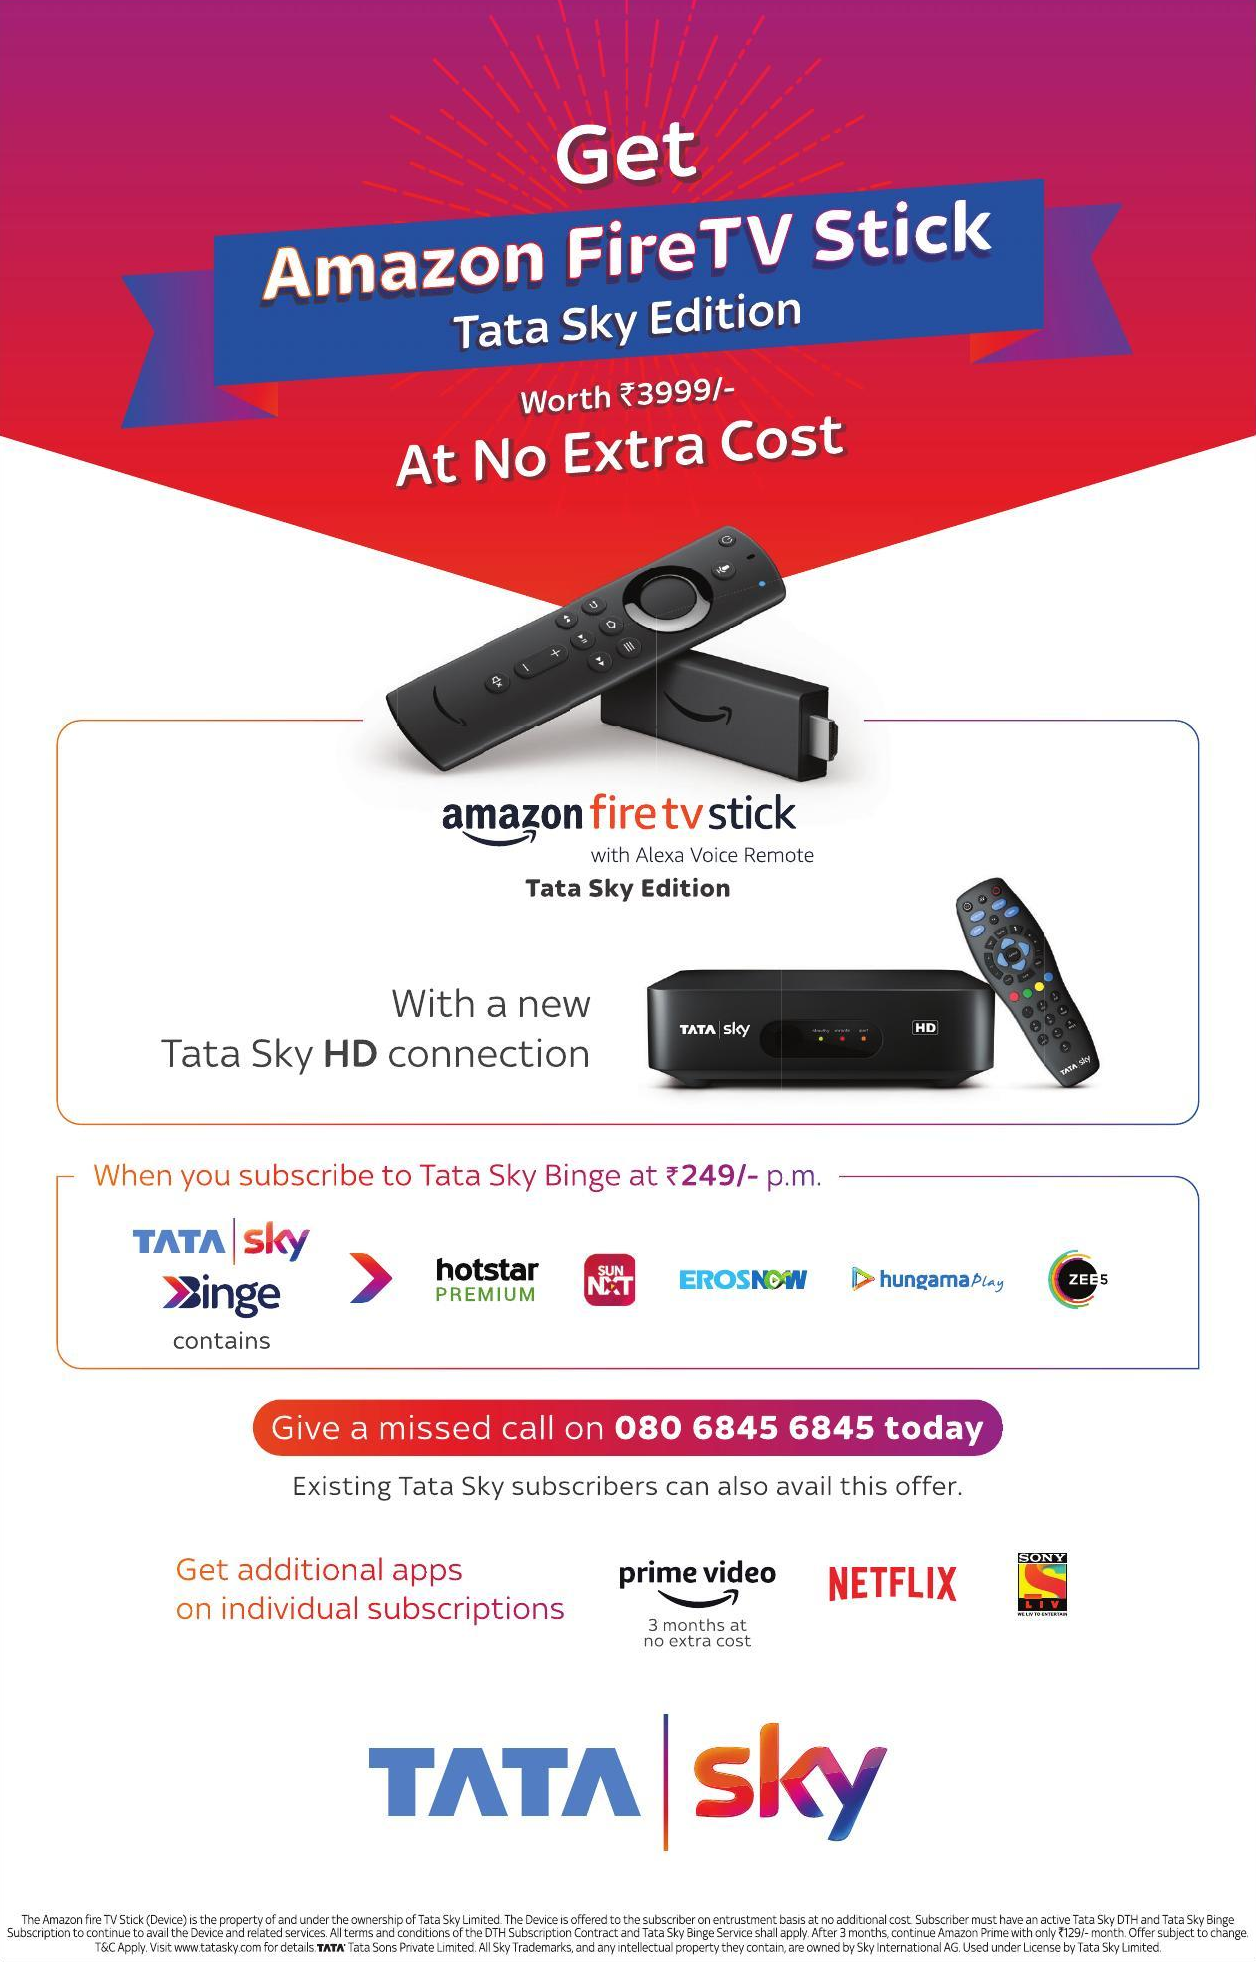 Get
Amazon FireTV Stick
Tata Sky Edition
Worth ₹3999/-
At No Extra Cost
amazon fire tv stick
with Alexa Voice Remote
Tata Sky Edition
With a new
Tata Sky HD connection
TATA sky
HD
TATA sky
When you subscribe to Tata Sky Binge at ₹249/- p.m.
TATA sky
Binge
contains
hotstar
PREMIUM
SUN
NXT
EROSNOW
hungama Play
ZEE5
Give a missed call on 080 6845 6845 today
Existing Tata Sky subscribers can also avail this offer.
Get additional apps
on individual subscriptions
prime video
3 months at
no extra cost
NETFLIX
SONY
LIV
WE LIV TO ENTERTAIN
TATA sky
The Amazon fire TV Stick (Device) is the property of and under the ownership of Tata Sky Limited. The Device is offered to the subscriber on entrustment basis at no additional cost. Subscriber must have an active Tata Sky DTH and Tata Sky Binge
Subscription to continue to avail the Device and related services. All terms and conditions of the DTH Subscription Contract and Tata Sky Binge Service shall apply. After 3 months, continue Amazon Prime with only ₹129/- month. Offer subject to change.
T&C Apply. Visit www.tatasky.com for details. TATA® Tata Sons Private Limited. All Sky Trademarks, and any intellectual property they contain, are owned by Sky International AG. Used under License by Tata Sky Limited.